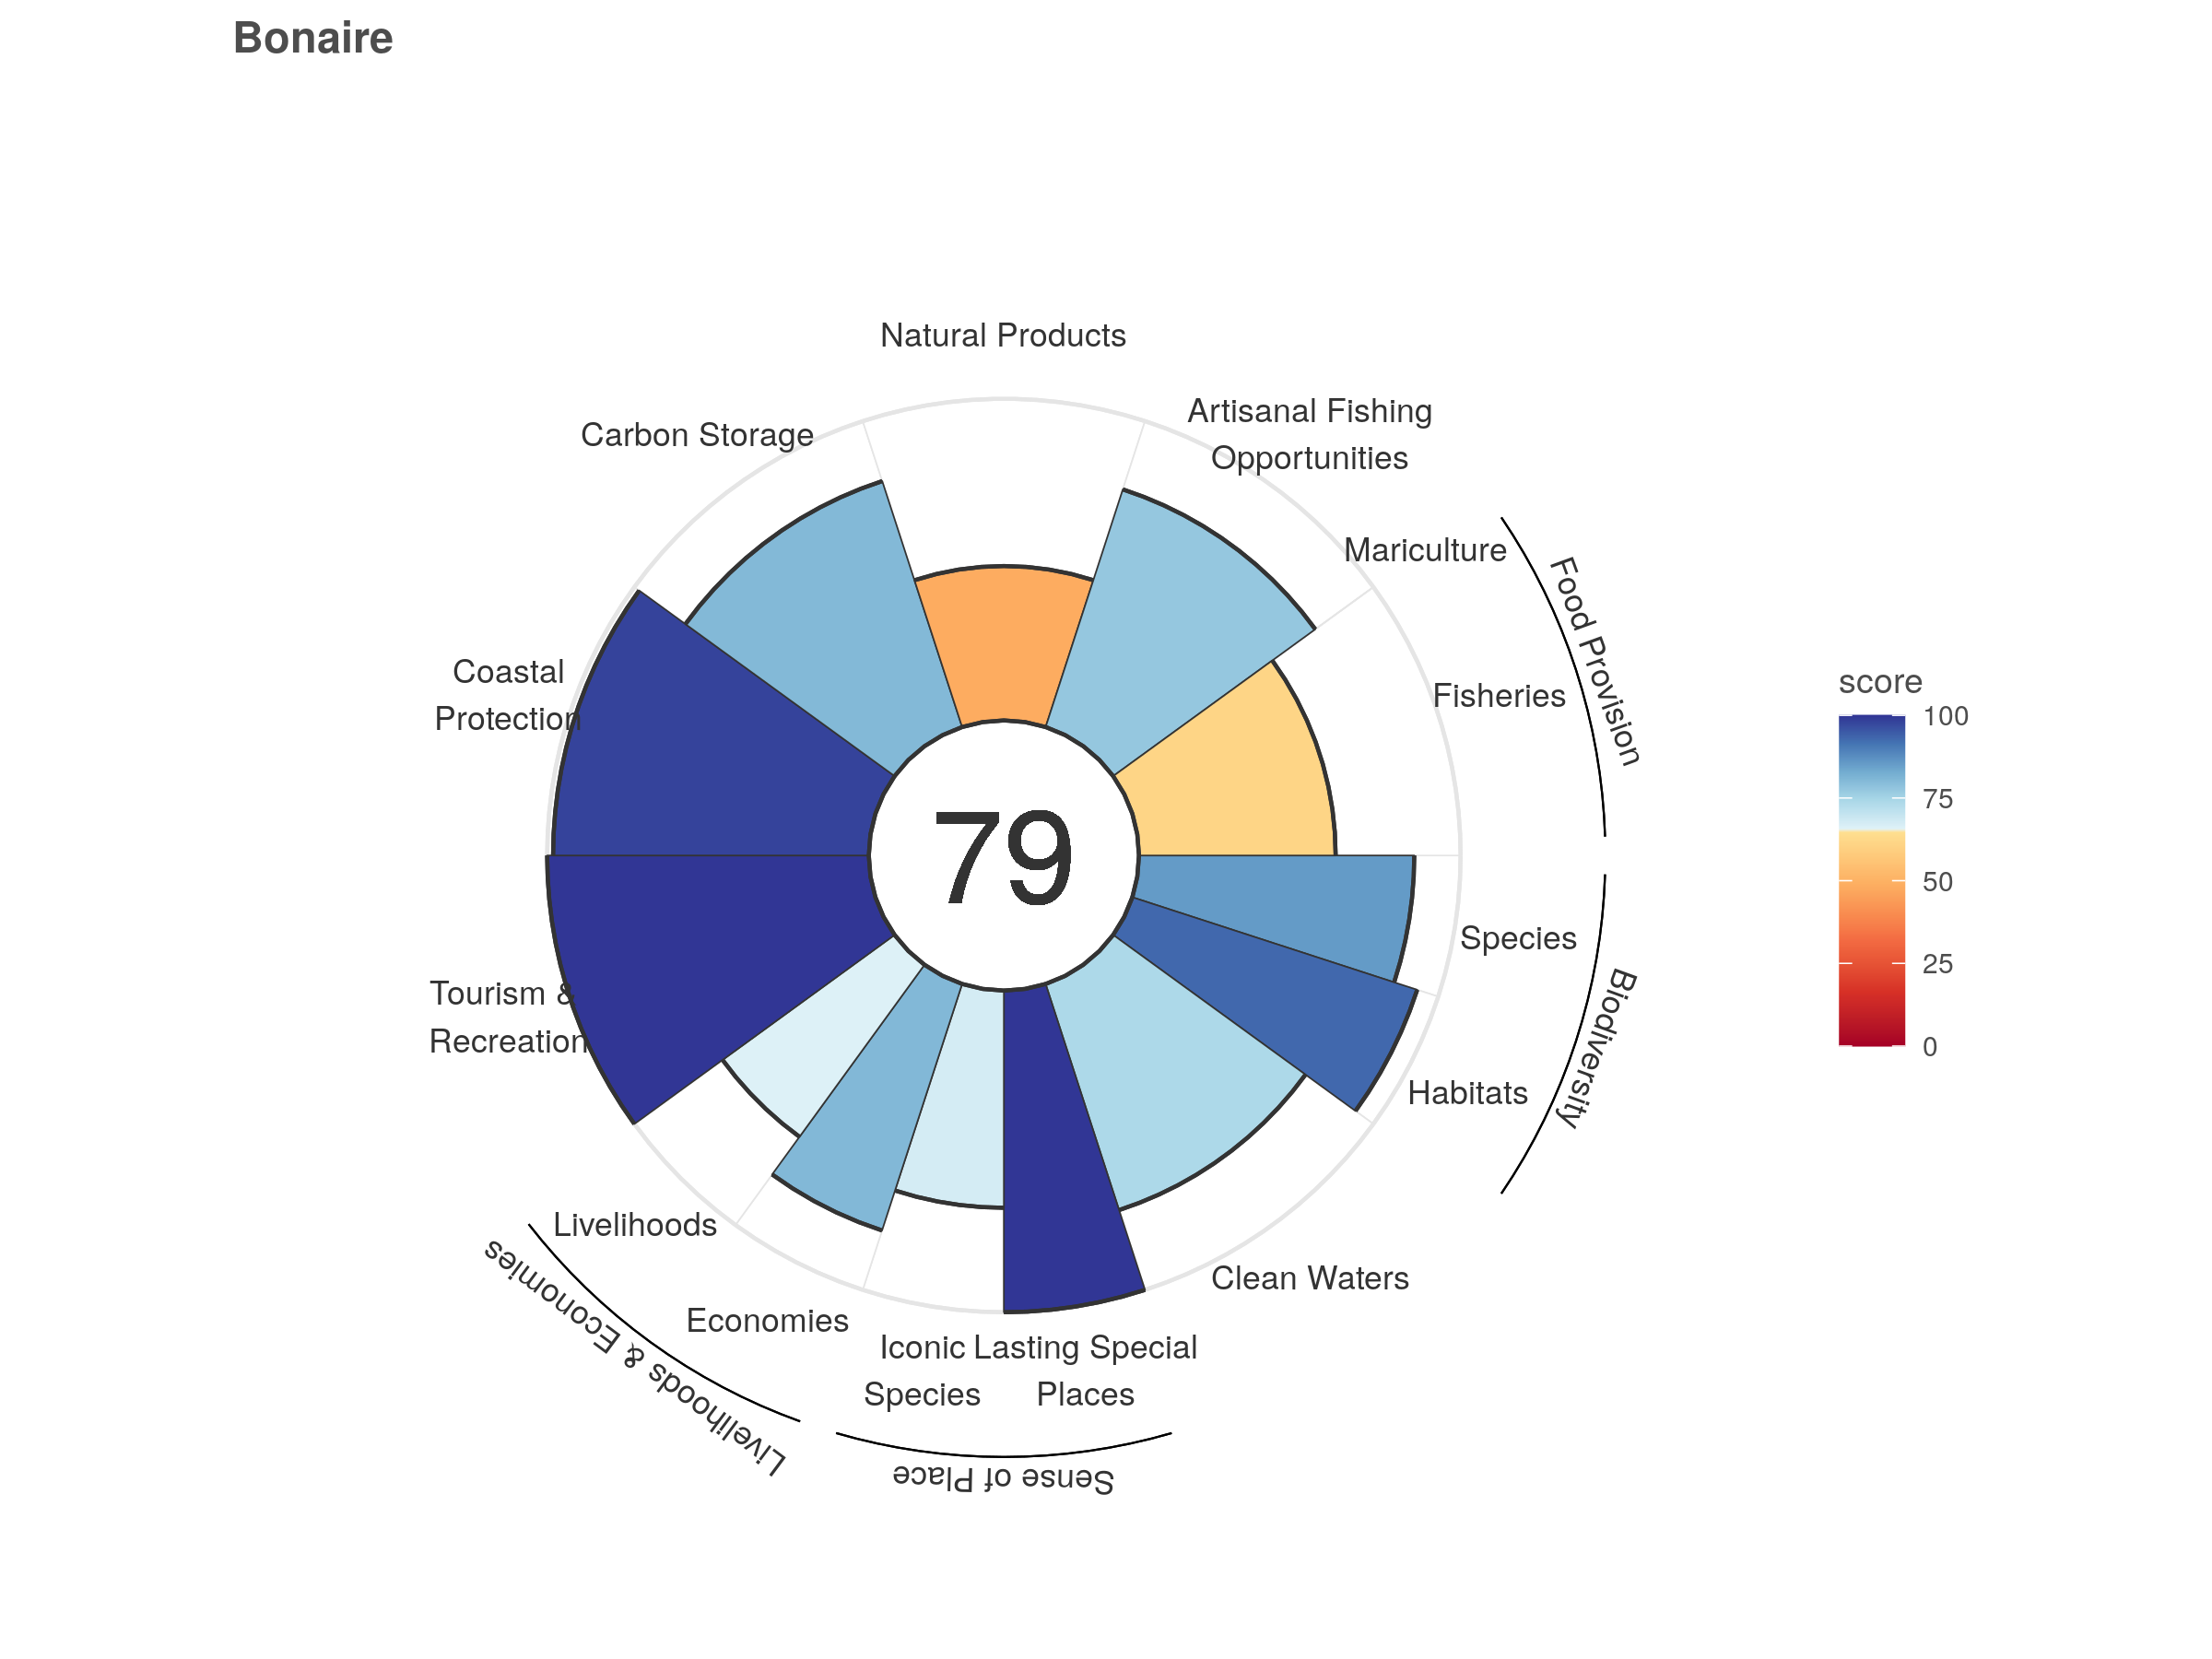 Bonaire
Natural Products
Artisanal Fishing
Opportunities
Carbon Storage
Mariculture
Food Provision
Fisheries
Coastal
Protection
score
100
75
50
25
0
79
Species
Biodiversity
Habitats
Tourism &
Recreation
Livelihoods
Livelihoods & Economies
Economies
Clean Waters
Iconic
Species
Lasting Special
Places
Sense of Place